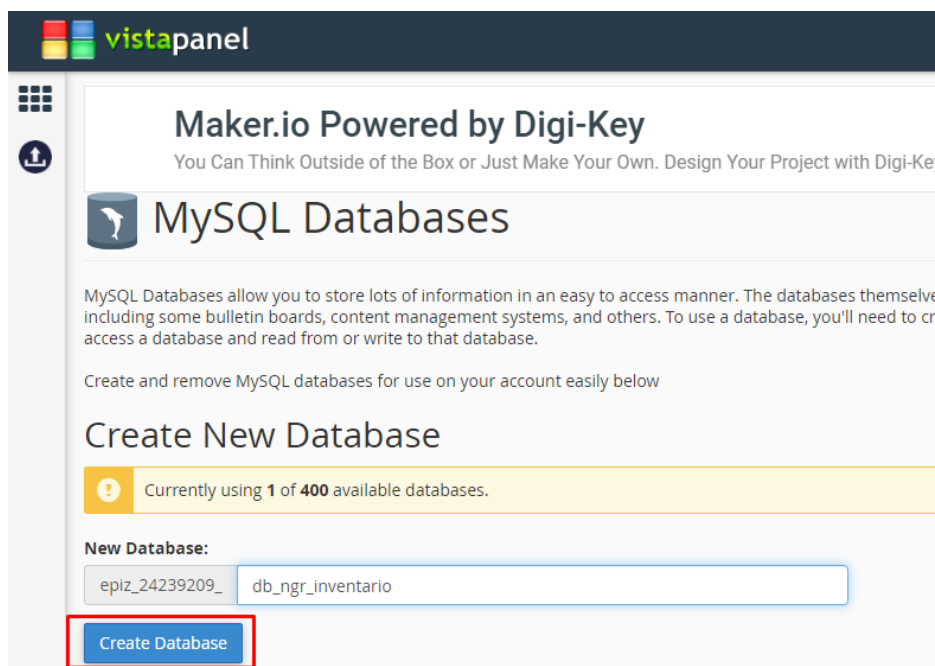 vistapanel
Maker.io Powered by Digi-Key
You Can Think Outside of the Box or Just Make Your Own. Design Your Project with Digi-Key
MySQL Databases
MySQL Databases allow you to store lots of information in an easy to access manner. The databases themselve
including some bulletin boards, content management systems, and others. To use a database, you'll need to cr
access a database and read from or write to that database.
Create and remove MySQL databases for use on your account easily below
Create New Database
Currently using 1 of 400 available databases.
New Database:
epiz_24239209_ db_ngr_inventario
Create Database